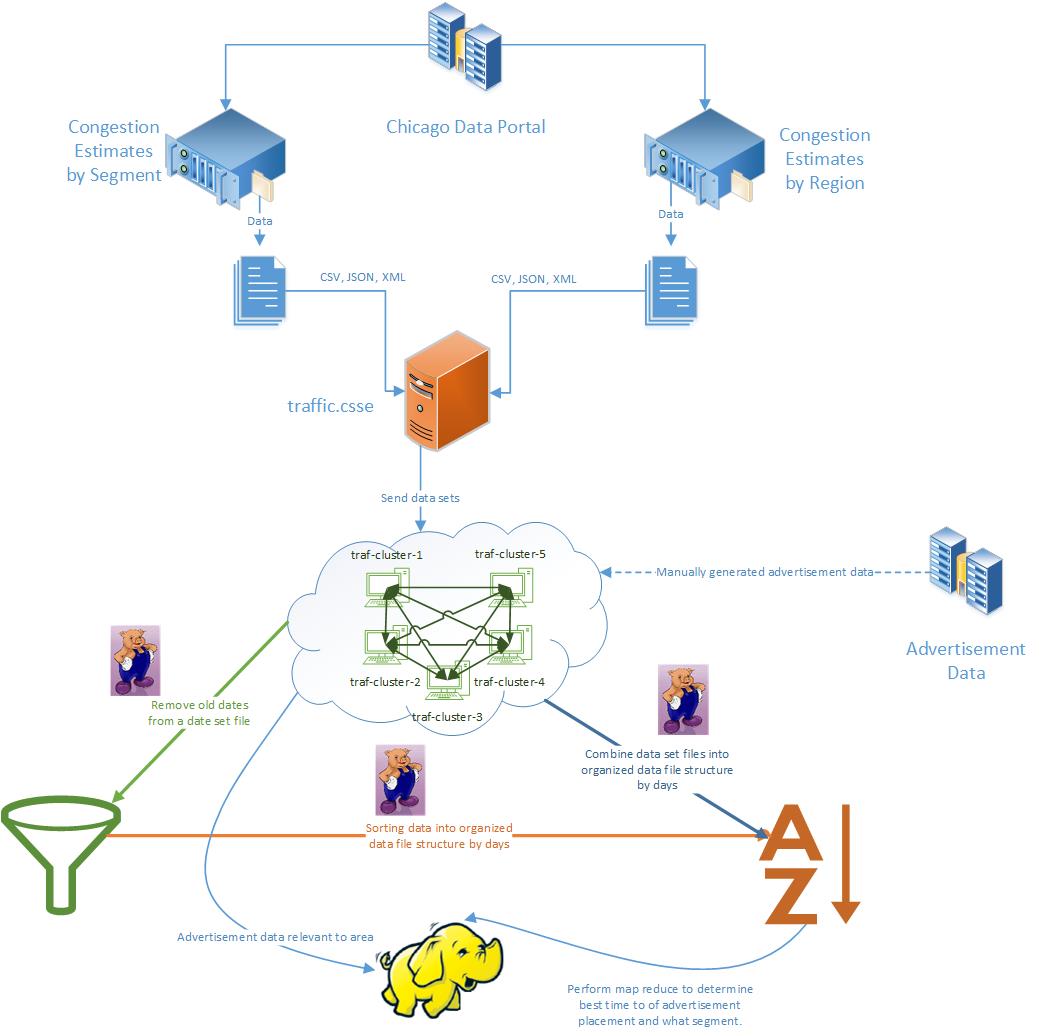 Chicago Data Portal
Congestion
Estimates
by Segment
Congestion
Estimates
by Region
Data
Data
CSV, JSON, XML
CSV, JSON, XML
traffic.csse
Send data sets
traf-cluster-1
traf-cluster-5
traf-cluster-2
traf-cluster-4
traf-cluster-3
Manually generated advertisement data
Advertisement
Data
Remove old dates
from a date set file
Combine data set files into
organized data file structure
by days
Sorting data into organized
data file structure by days
A
Z
Advertisement data relevant to area
Perform map reduce to determine
best time to of advertisement
placement and what segment.